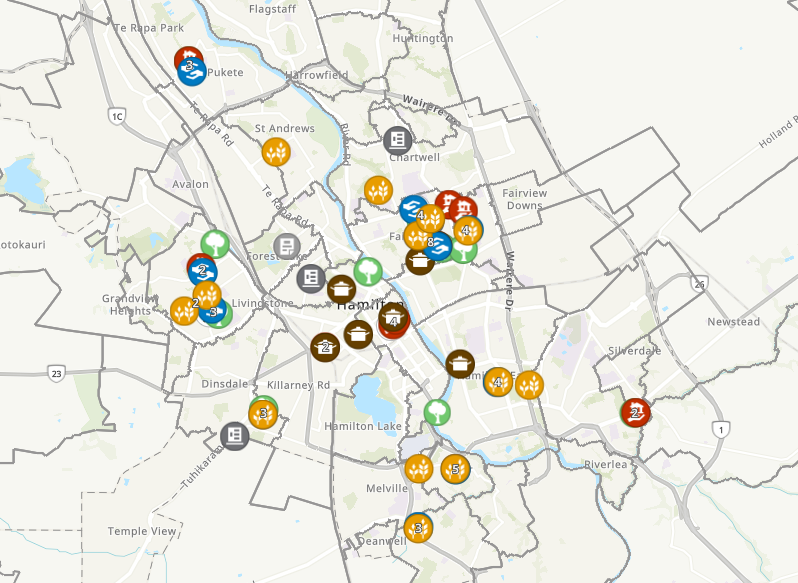 Flagstaff
Te Rapa Park
Huntington
3
Pukete
Harrowfield
Te Rapa Rd
1C
Wairere Dr
Holland R
St Andrews
River Rd
Chartwell
Avalon
Te Rapa Rd
Fairview
Downs
4
4
Fa
8
otokauri
Forest Lake
Wairere Dr
2
26
Grandview
Heights
2
Livingstone
3
Hamilton
4
Newstead
2
Silverdale
23
Dinsdale
Killarney Rd
4
3
2
1
Hamilton Lake
Tuhikaram
5
Riverlea
Melville
Temple View
3
Deanwell